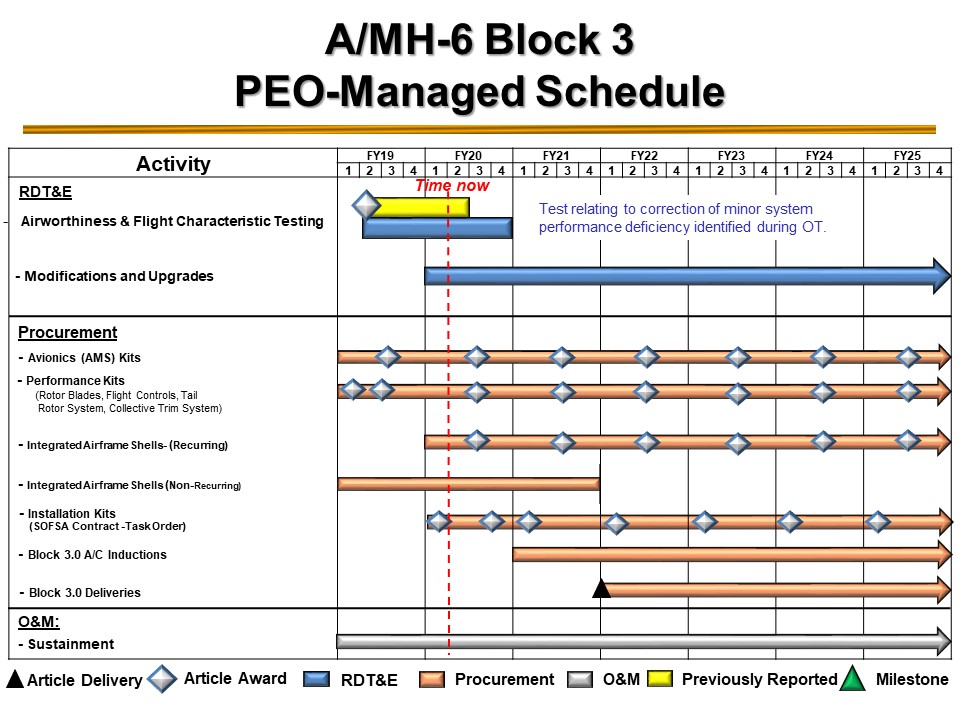 A/MH-6 Block 3
PEO-Managed Schedule
Activity
FY19 FY20 FY21 FY22 FY23 FY24 FY25
1 2 3 4 1 2 3 4 1 2 3 4 1 2 3 4 1 2 3 4 1 2 3 4 1 2 3 4
Time now
RDT&E
- Airworthiness & Flight Characteristic Testing
Test relating to correction of minor system
performance deficiency identified during OT.
- Modifications and Upgrades
Procurement
- Avionics (AMS) Kits
- Performance Kits
(Rotor Blades, Flight Controls, Tail
Rotor System, Collective Trim System)
- Integrated Airframe Shells- (Recurring)
- Integrated Airframe Shells (Non-Recurring)
- Installation Kits
(SOFSA Contract -Task Order)
- Block 3.0 A/C Inductions
- Block 3.0 Deliveries
O&M:
- Sustainment
Article Delivery Article Award RDT&E Procurement O&M Previously Reported Milestone